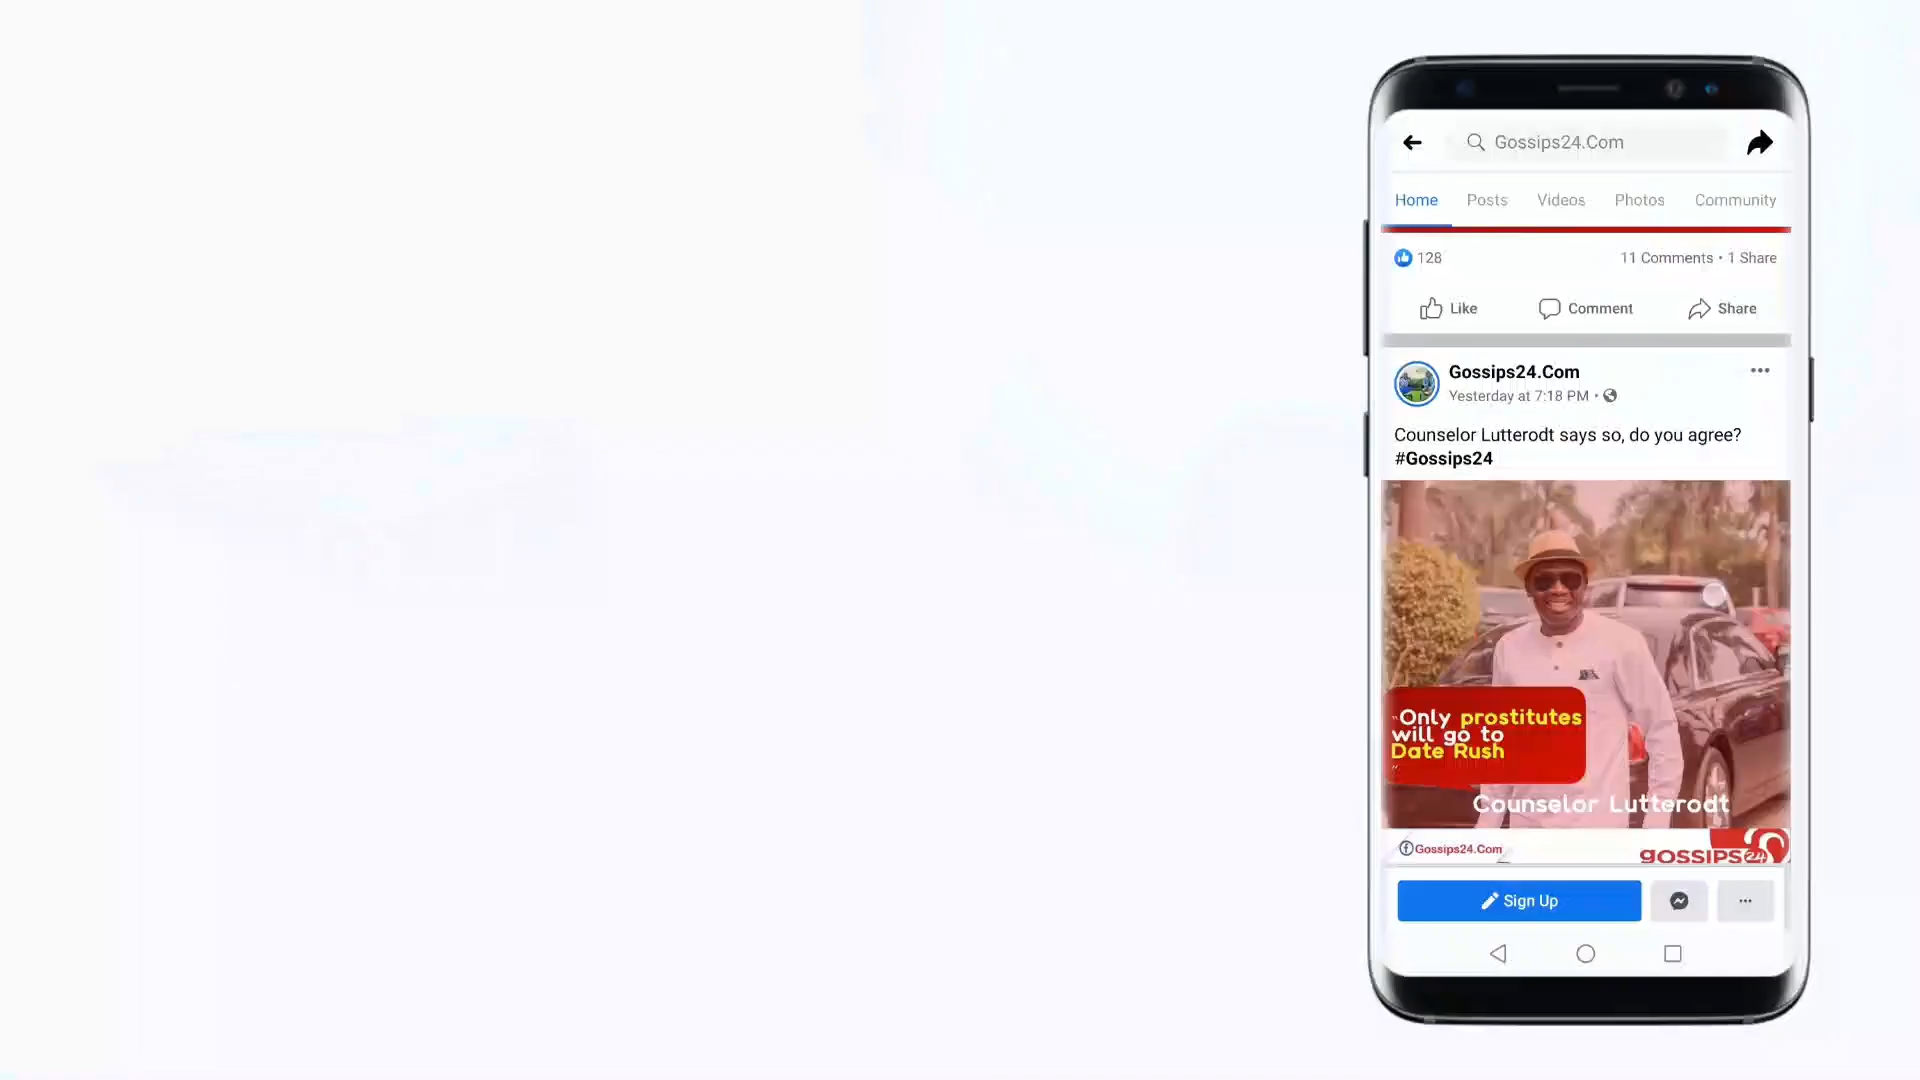 Gossips24.Com
Home Posts Videos Photos Community
128 11 Comments • 1 Share
Like Comment Share
Gossips24.Com
Yesterday at 7:18 PM •
Counselor Lutterodt says so, do you agree?
#Gossips24
"Only prostitutes
will go to
Date Rush
"
Counselor Lutterodt
Gossips24.Com
gossips24
Sign Up